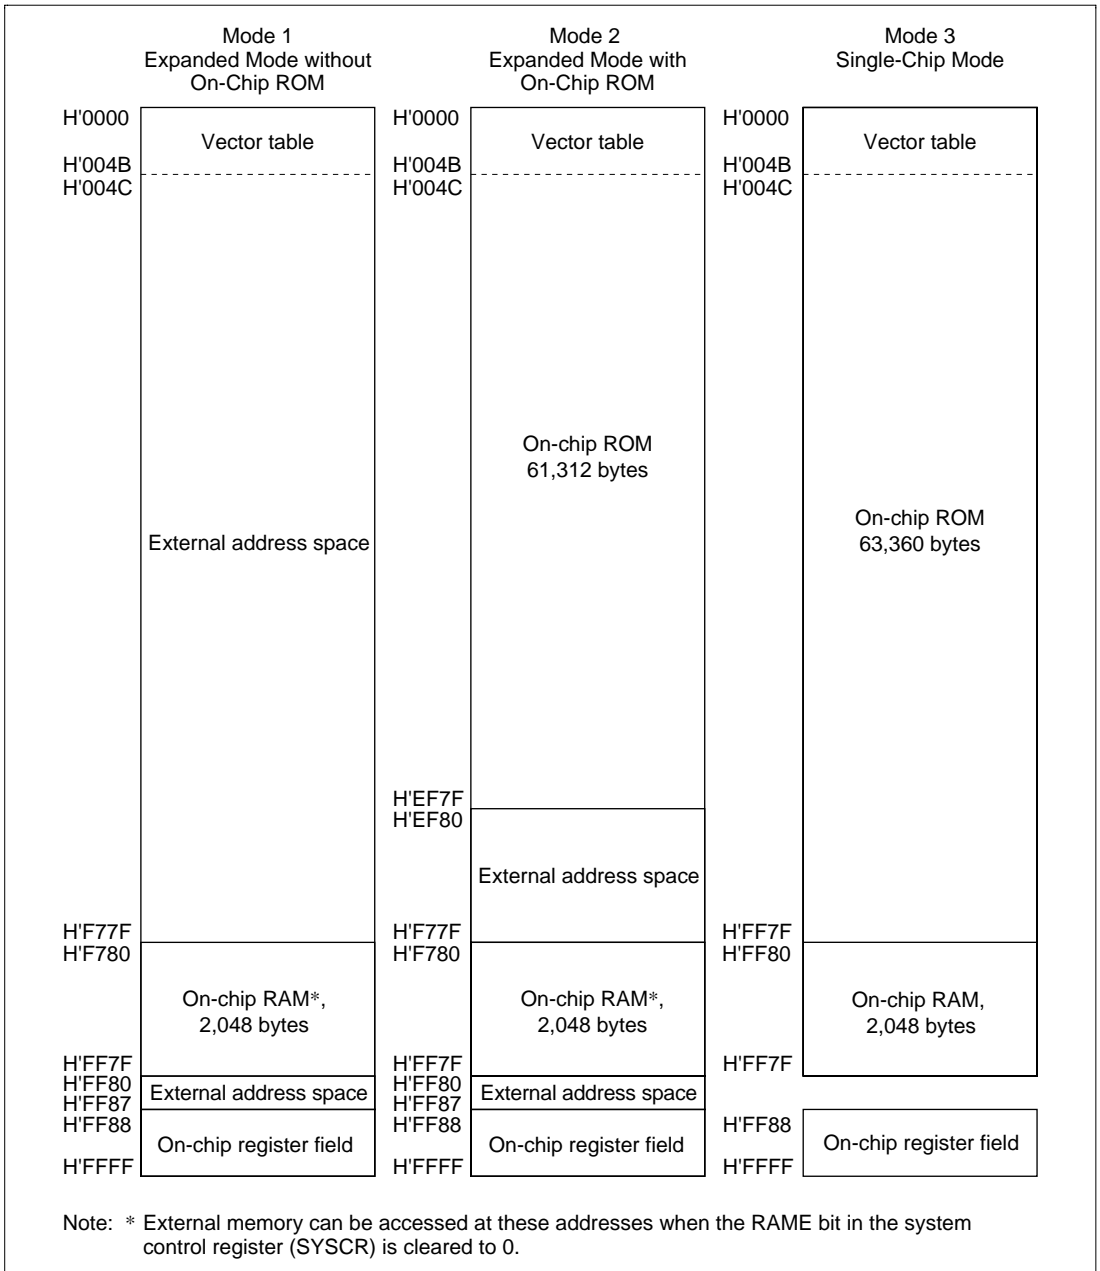 Mode 1
Expanded Mode without
On-Chip ROM
Mode 2
Expanded Mode with
On-Chip ROM
Mode 3
Single-Chip Mode
H'0000
Vector table
H'004B
H'004C
External address space
H'F77F
H'F780
On-chip RAM*,
2,048 bytes
H'FF7F
H'FF80
External address space
H'FF87
H'FF88
On-chip register field
H'FFFF
H'0000
Vector table
H'004B
H'004C
On-chip ROM
61,312 bytes
H'EF7F
H'EF80
External address space
H'F77F
H'F780
On-chip RAM*,
2,048 bytes
H'FF7F
H'FF80
External address space
H'FF87
H'FF88
On-chip register field
H'FFFF
H'0000
Vector table
H'004B
H'004C
On-chip ROM
63,360 bytes
H'FF7F
H'FF80
On-chip RAM,
2,048 bytes
H'FF7F
H'FF88
On-chip register field
H'FFFF
Note: * External memory can be accessed at these addresses when the RAME bit in the system
control register (SYSCR) is cleared to 0.